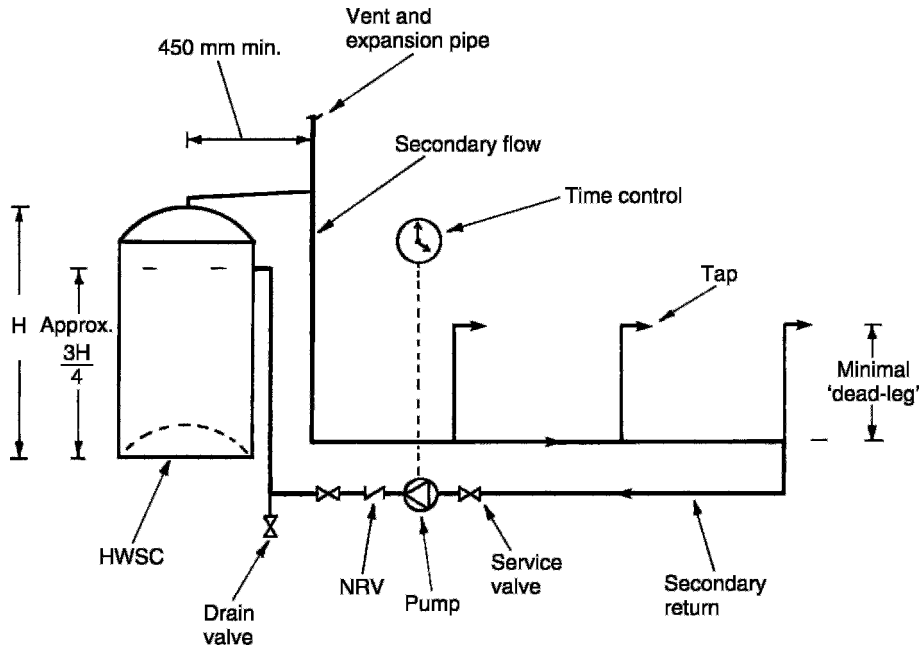 Vent and
expansion pipe
450 mm min.
Secondary flow
Time control
Tap
H
Approx.
3H
4
Minimal
'dead-leg'
HWSC
Drain
valve
NRV
Pump
Service
valve
Secondary
return